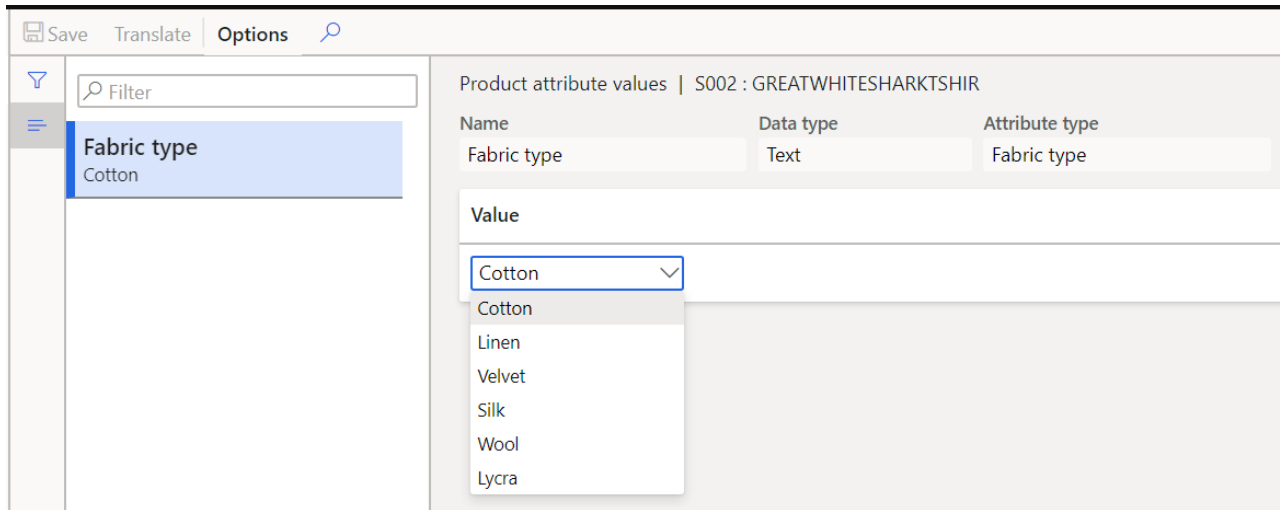 Save Translate Options
Filter
Fabric type
Cotton
Product attribute values | S002 : GREATWHITESHARKTSHIR
Name Data type Attribute type
Fabric type Text Fabric type
Value
Cotton
Cotton
Linen
Velvet
Silk
Wool
Lycra